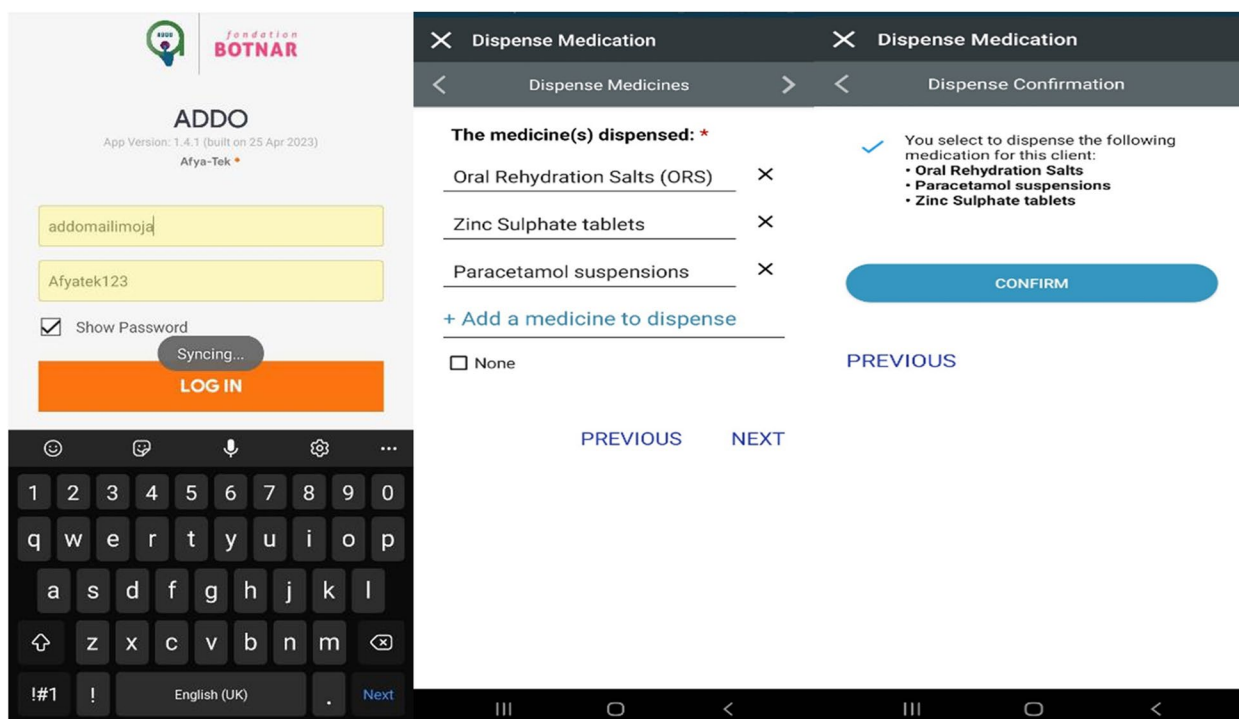 ADDO
fondation
BOTNAR
ADDO
App Version: 1.4.1 (built on 25 Apr 2023)
Afya-Tek
addomailimoja
Afyatek123
Show Password
Syncing...
LOG IN
1 2 3 4 5 6 7 8 9 0
q w e r t y u i o p
a s d f g h j k l
z x c v b n m
!#1 ! English (UK) . Next
Dispense Medication
Dispense Medicines
The medicine(s) dispensed: *
Oral Rehydration Salts (ORS)
Zinc Sulphate tablets
Paracetamol suspensions
+ Add a medicine to dispense
None
PREVIOUS NEXT
Dispense Medication
Dispense Confirmation
You select to dispense the following
medication for this client:
• Oral Rehydration Salts
• Paracetamol suspensions
• Zinc Sulphate tablets
CONFIRM
PREVIOUS